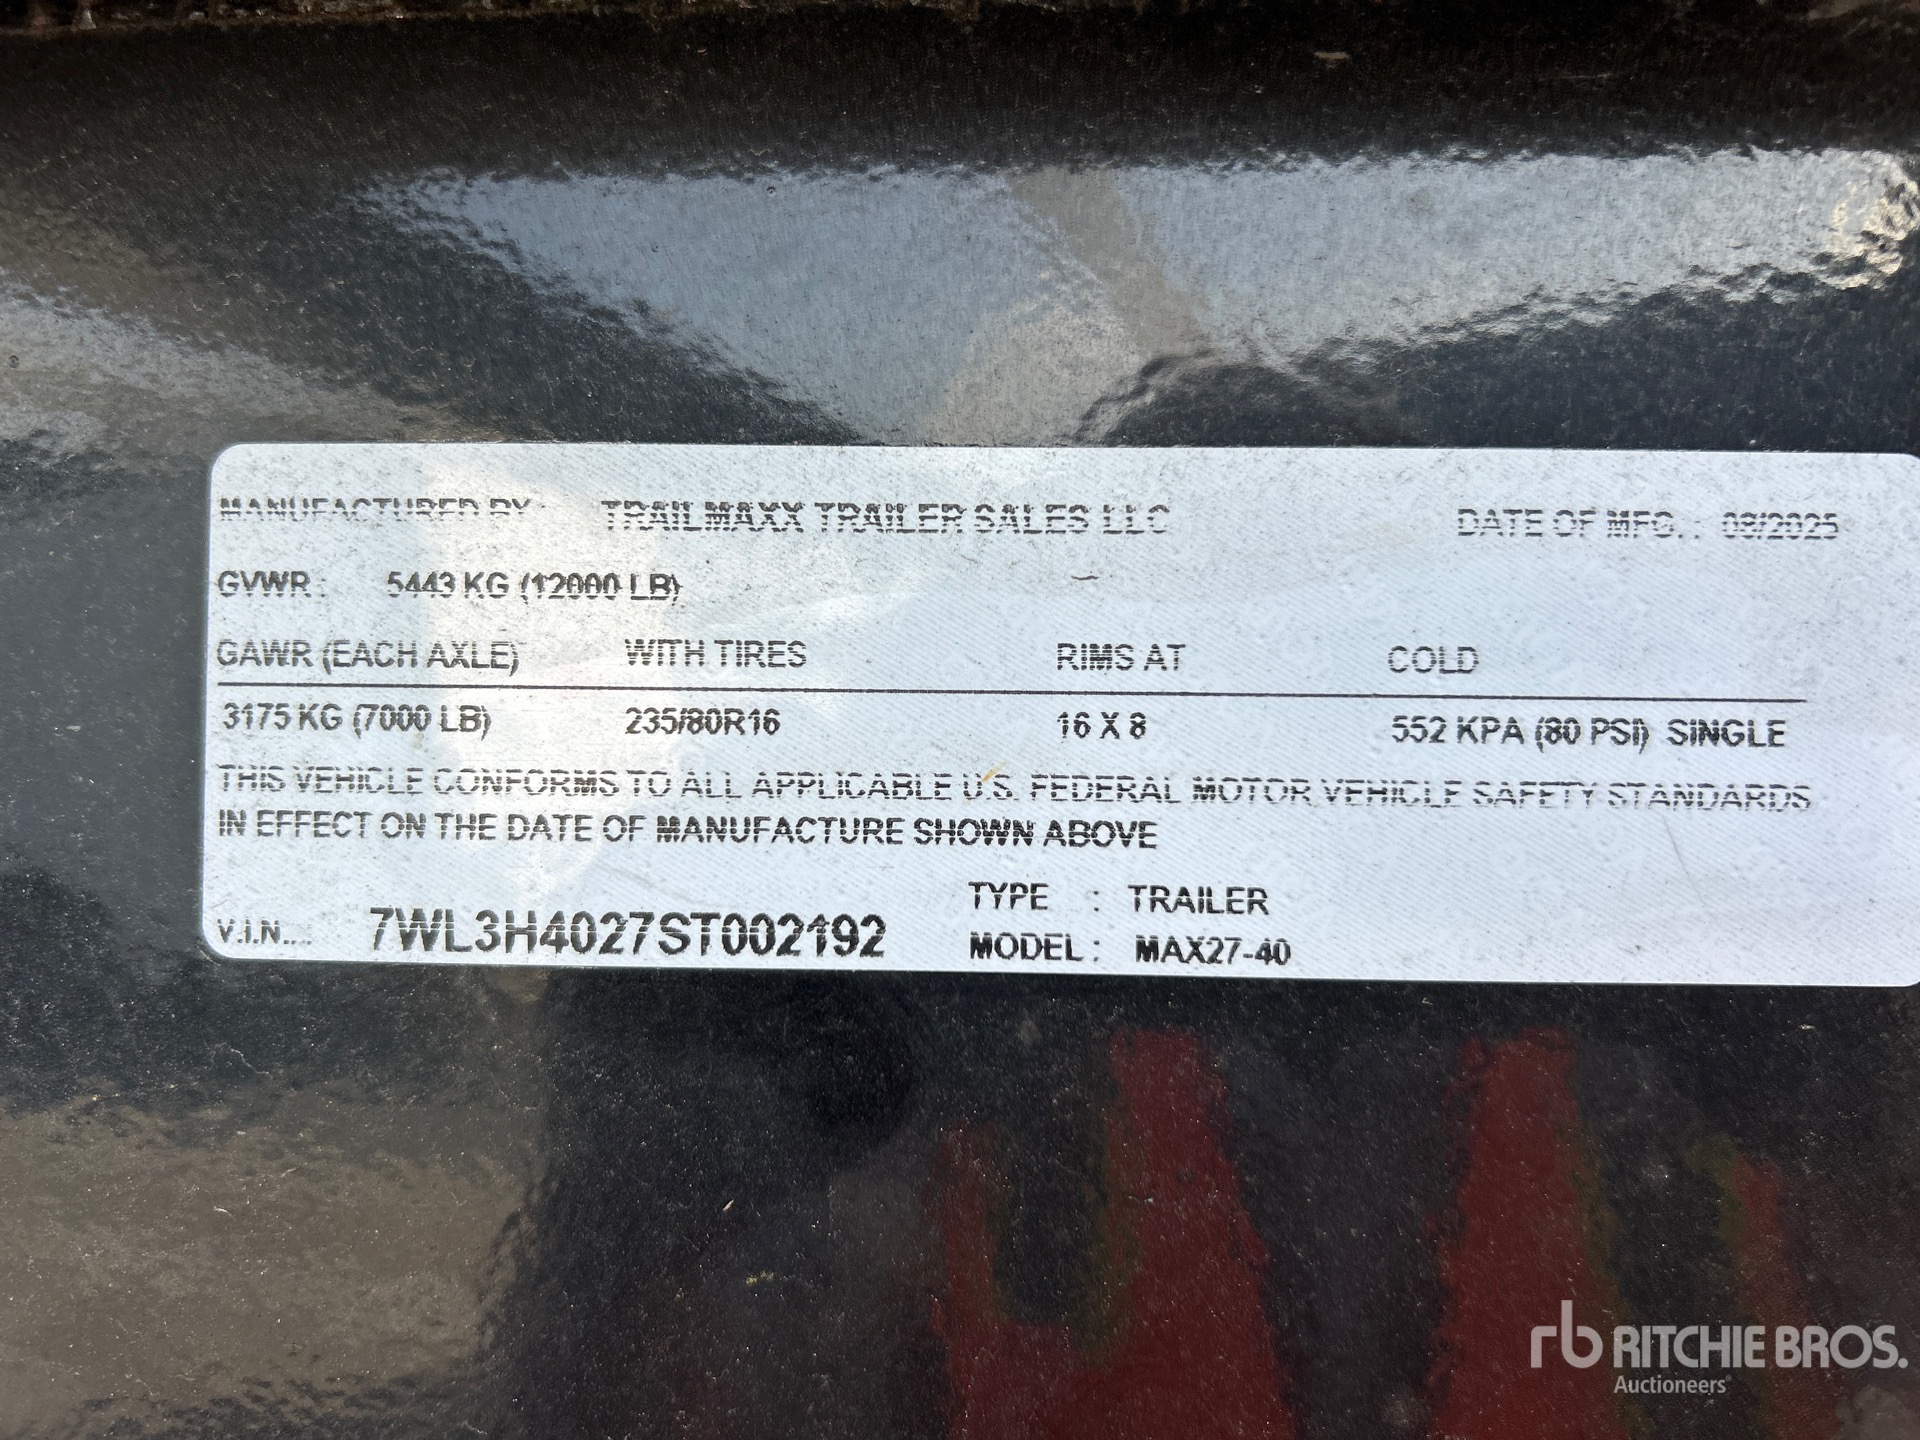 MANUFACTURED BY : TRAILMAXX TRAILER SALES LLC DATE OF MFG. : 08/2025
GVWR : 5443 KG (12000 LB)
GAWR (EACH AXLE) WITH TIRES RIMS AT COLD
3175 KG (7000 LB) 235/80R16 16 X 8 552 KPA (80 PSI) SINGLE
THIS VEHICLE CONFORMS TO ALL APPLICABLE U.S. FEDERAL MOTOR VEHICLE SAFETY STANDARDS
IN EFFECT ON THE DATE OF MANUFACTURE SHOWN ABOVE
TYPE : TRAILER
V.I.N... 7WL3H4027ST002192
MODEL : MAX27-40
rb RITCHIE BROS.
Auctioneers